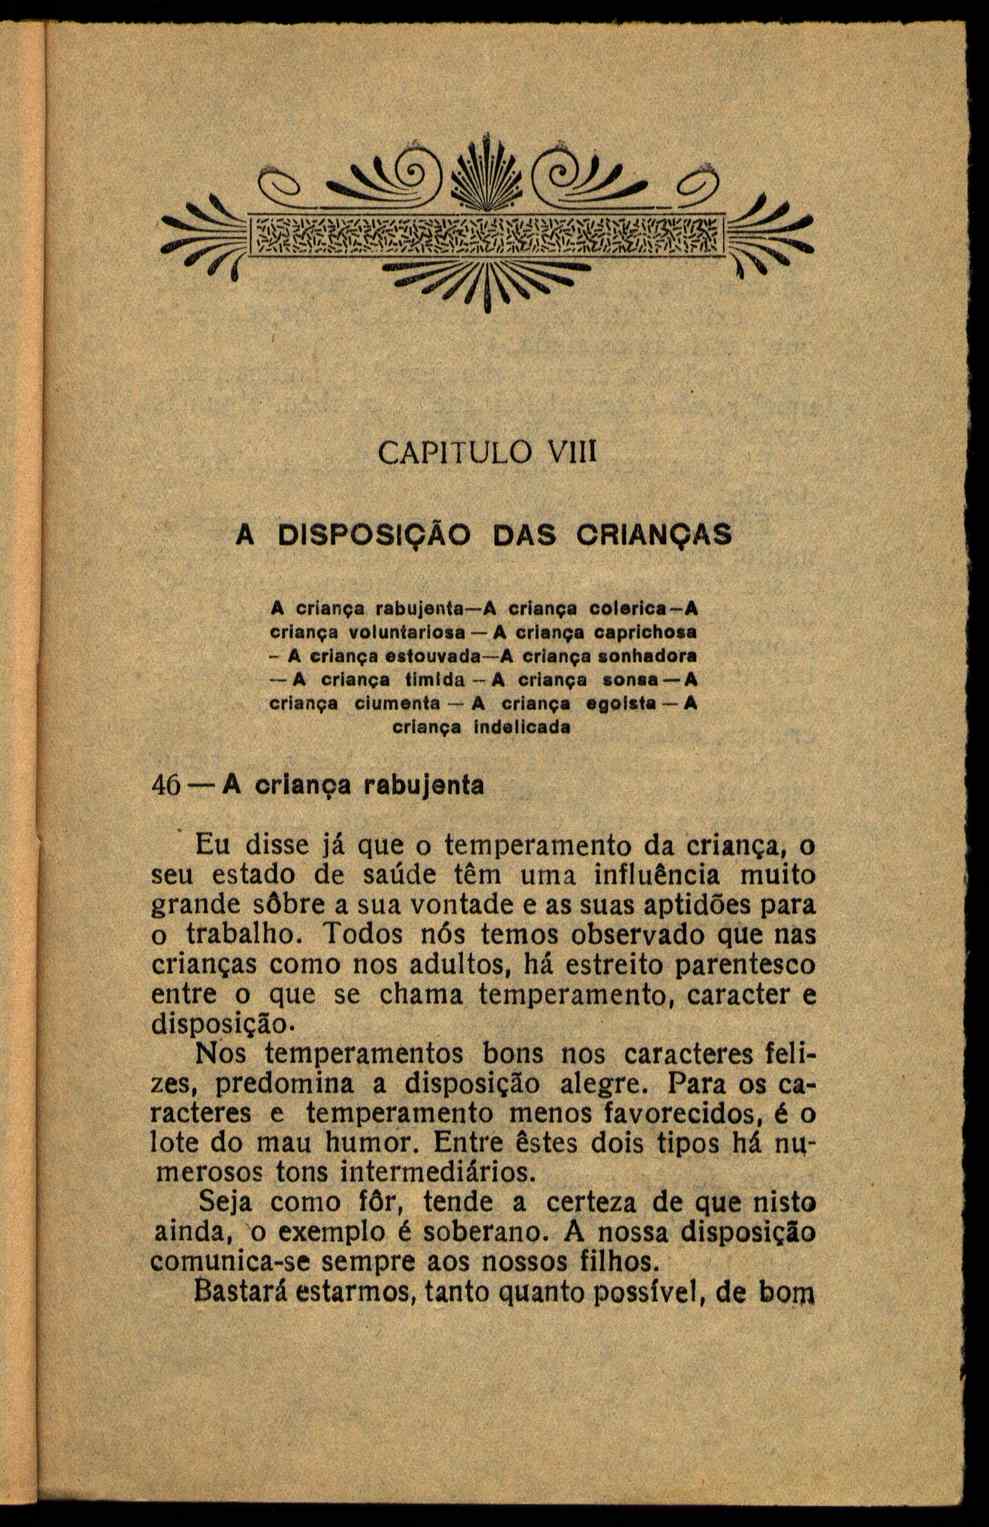 CAPITULO VIII
A DISPOSIÇÃO DAS CRIANÇAS
A criança rabujenta—A criança colerica—A
criança voluntariosa — A criança caprichosa
– A criança estouvada—A criança sonhadora
— A criança timida – A criança sonsa — A
criança ciumenta — A criança egoista — A
criança indelicada
46 — A criança rabujenta
Eu disse já que o temperamento da criança, o
seu estado de saúde têm uma influência muito
grande sôbre a sua vontade e as suas aptidões para
o trabalho. Todos nós temos observado que nas
crianças como nos adultos, há estreito parentesco
entre o que se chama temperamento, caracter e
disposição.
Nos temperamentos bons nos caracteres feli-
zes, predomina a disposição alegre. Para os ca-
racteres e temperamento menos favorecidos, é o
lote do mau humor. Entre êstes dois tipos há nu-
merosos tons intermediários.
Seja como fôr, tende a certeza de que nisto
ainda, o exemplo é soberano. A nossa disposição
comunica-se sempre aos nossos filhos.
Bastará estarmos, tanto quanto possível, de bom